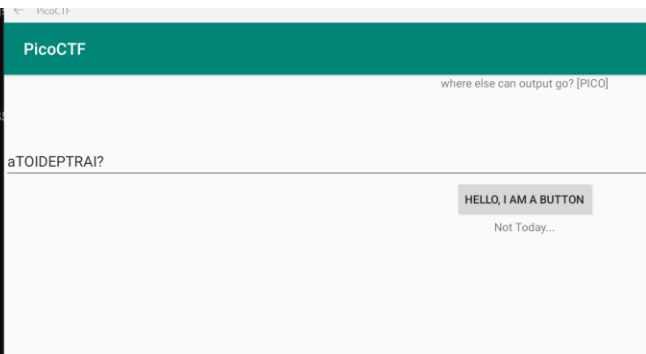 ← PicoCTF
PicoCTF
where else can output go? [PICO]
aTOIDEPTRAI?
HELLO, I AM A BUTTON
Not Today...